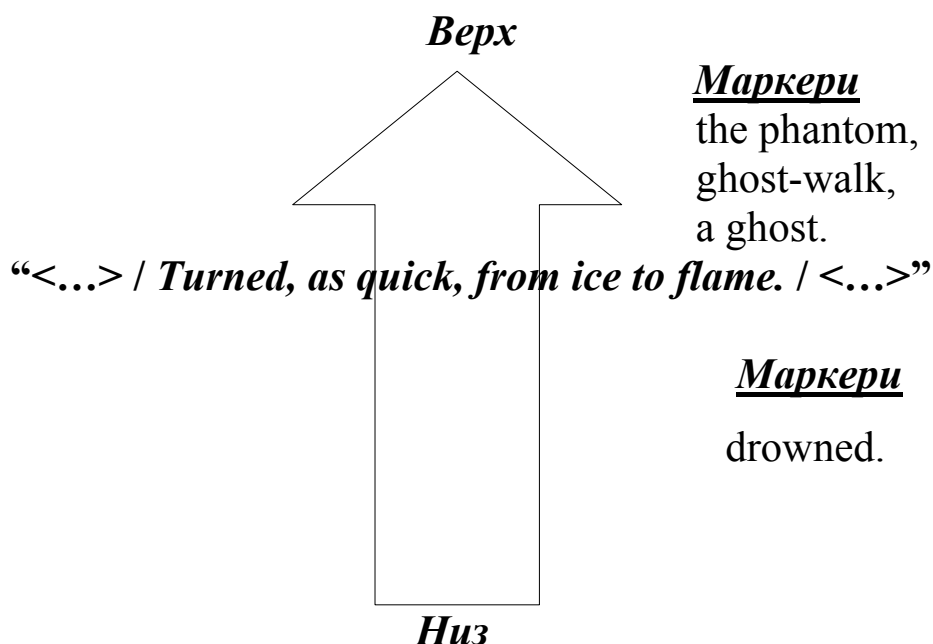 Верх
Маркери
the phantom,
ghost-walk,
a ghost.
“<…> / Turned, as quick, from ice to flame. / <…>”
Маркери
drowned.
Низ